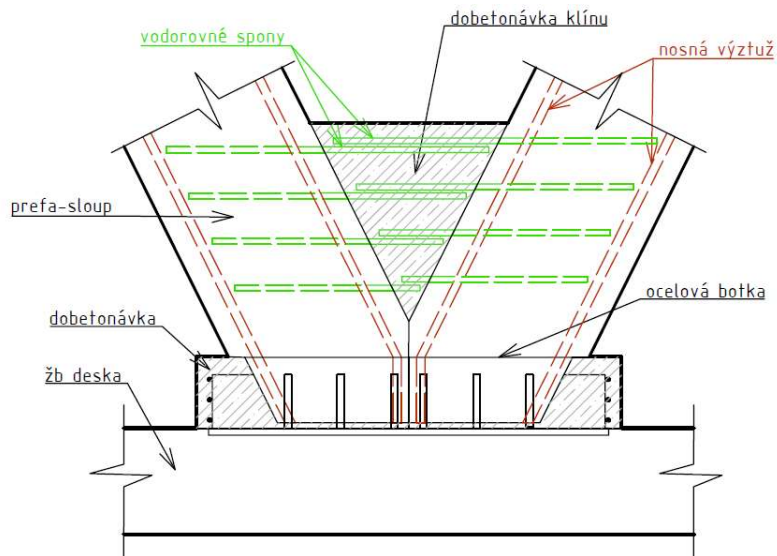 dobetonávka klínu
vodorovné spony
nosná výztuž
prefa-sloup
ocelová botka
dobetonávka
žb deska